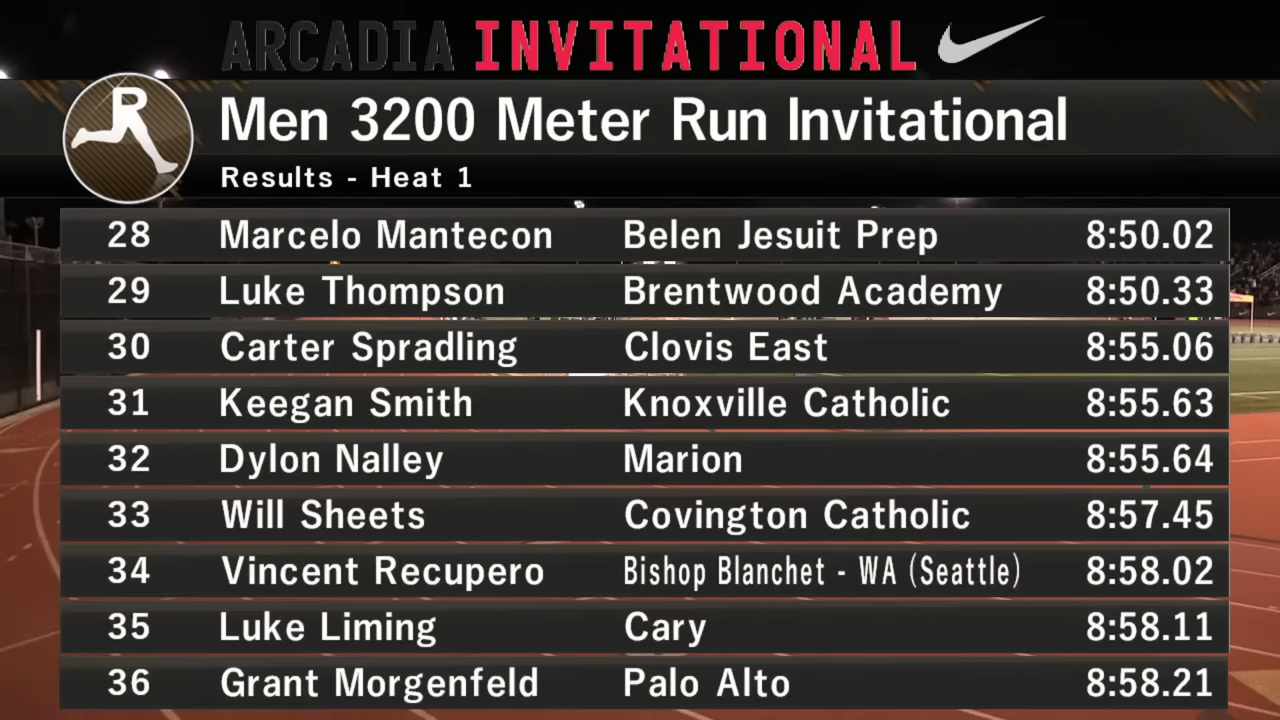 ARCADIA INVITATIONAL
R
Men 3200 Meter Run Invitational
Results - Heat 1
28 Marcelo Mantecon Belen Jesuit Prep 8:50.02
29 Luke Thompson Brentwood Academy 8:50.33
30 Carter Spradling Clovis East 8:55.06
31 Keegan Smith Knoxville Catholic 8:55.63
32 Dylon Nalley Marion 8:55.64
33 Will Sheets Covington Catholic 8:57.45
34 Vincent Recupero Bishop Blanchet - WA (Seattle) 8:58.02
35 Luke Liming Cary 8:58.11
36 Grant Morgenfeld Palo Alto 8:58.21